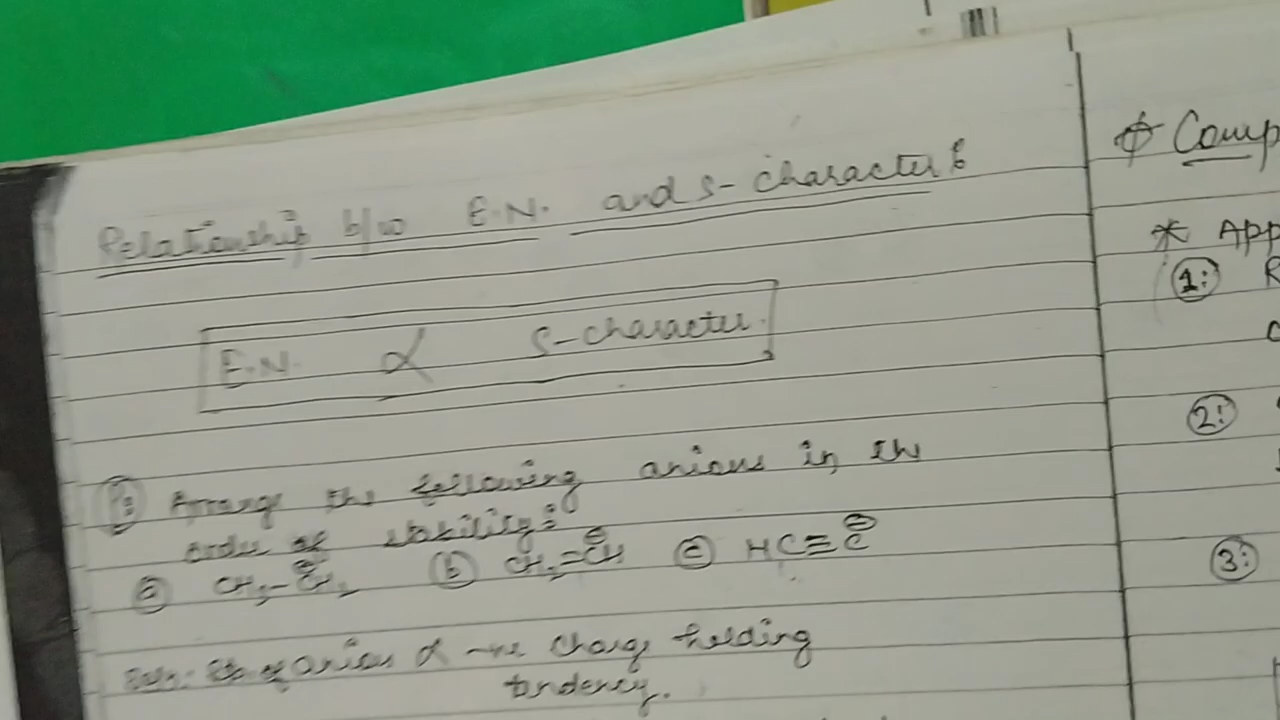 Relationship b/w E.N. and s-character:
E.N. ∝ S-character.
Arrange the following anions in the
order of stability:
(a) CH₃-C̄H₂ (b) CH₂=C̄H (c) HC≡C̄
Soln: St. of anion ∝ -ve charge holding
tendency.
Comp
* App
1:
2:
3: